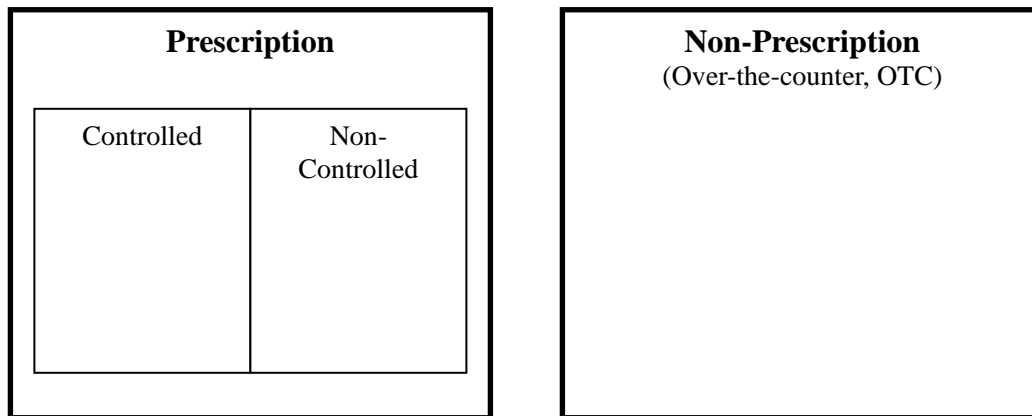 Prescription
Controlled
Non-
Controlled
Non-Prescription
(Over-the-counter, OTC)